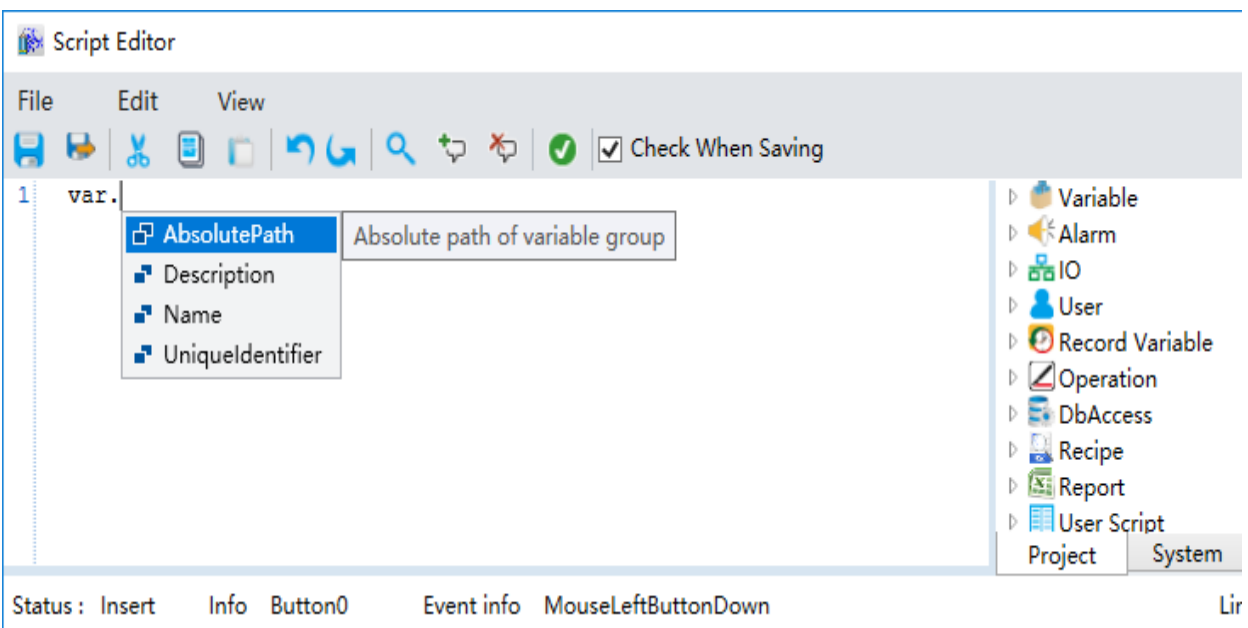 Script Editor
File Edit View
Check When Saving
1 var.
AbsolutePath Absolute path of variable group
Description
Name
UniqueIdentifier
Variable
Alarm
IO
User
Record Variable
Operation
DbAccess
Recipe
Report
User Script
Project System
Status : Insert Info Button0 Event info MouseLeftButtonDown